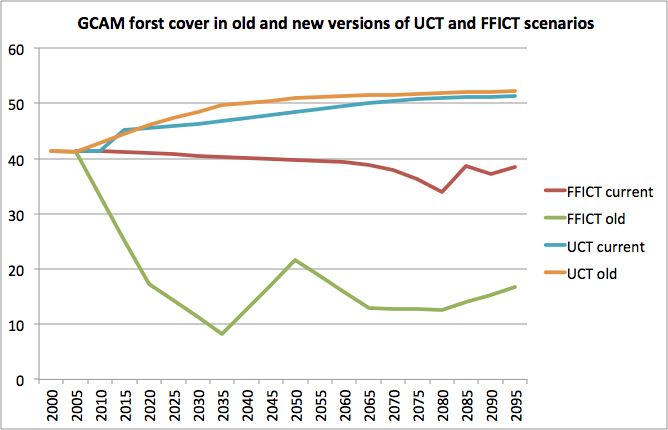 GCAM forst cover in old and new versions of UCT and FFICT scenarios
60
50
40
30
20
10
0
FFICT current
FFICT old
UCT current
UCT old
2000 2005 2010 2015 2020 2025 2030 2035 2040 2045 2050 2055 2060 2065 2070 2075 2080 2085 2090 2095